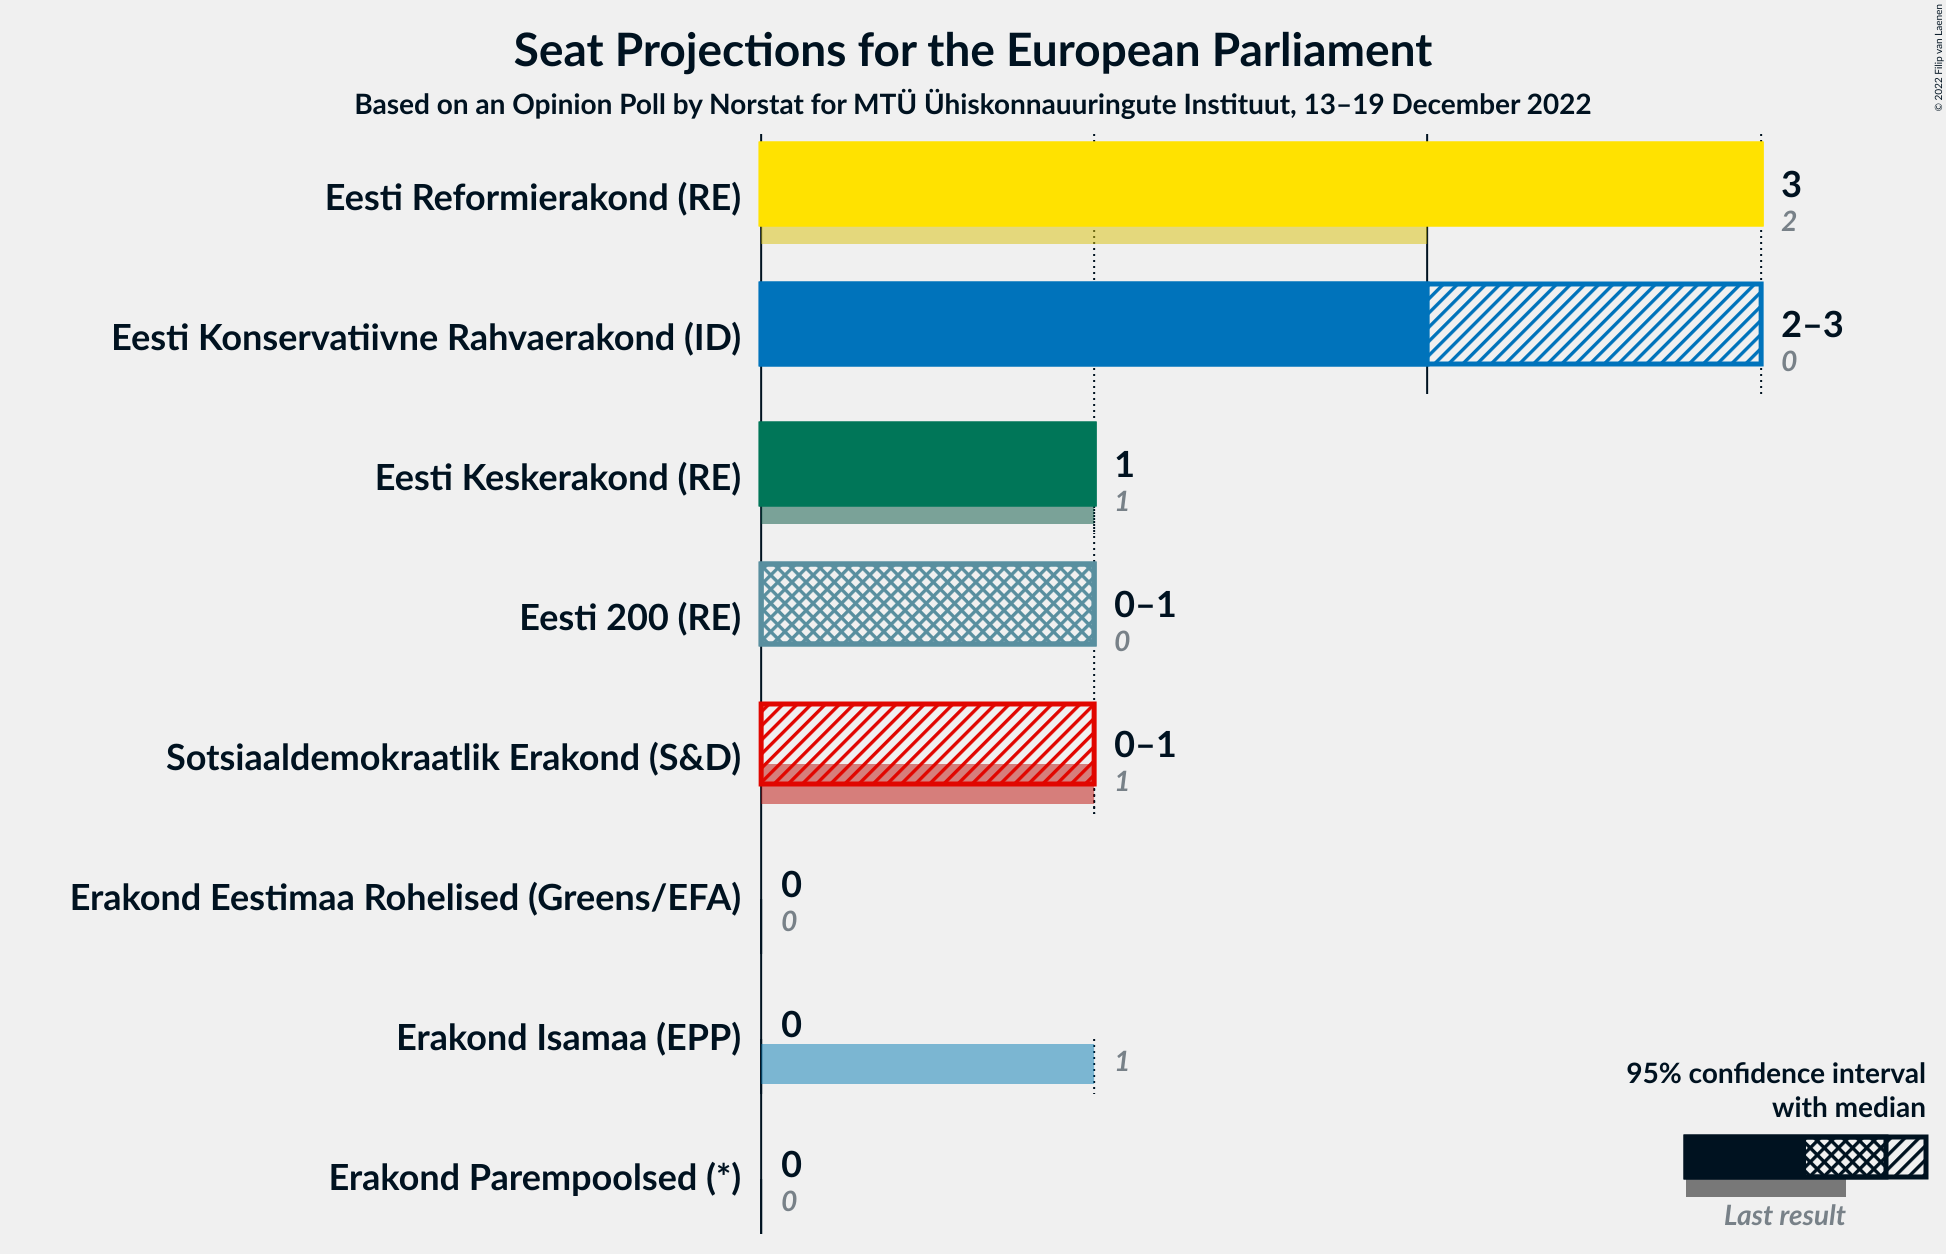 Seat Projections for the European Parliament
Based on an Opinion Poll by Norstat for MTÜ Ühiskonnauuringute Instituut, 13–19 December 2022
© 2022 Filip van Laenen
Eesti Reformierakond (RE)
3
2
Eesti Konservatiivne Rahvaerakond (ID)
2–3
0
Eesti Keskerakond (RE)
1
1
Eesti 200 (RE)
0–1
0
Sotsiaaldemokraatlik Erakond (S&D)
0–1
1
Erakond Eestimaa Rohelised (Greens/EFA)
0
0
Erakond Isamaa (EPP)
0
1
Erakond Parempoolsed (*)
0
0
95% confidence interval
with median
Last result